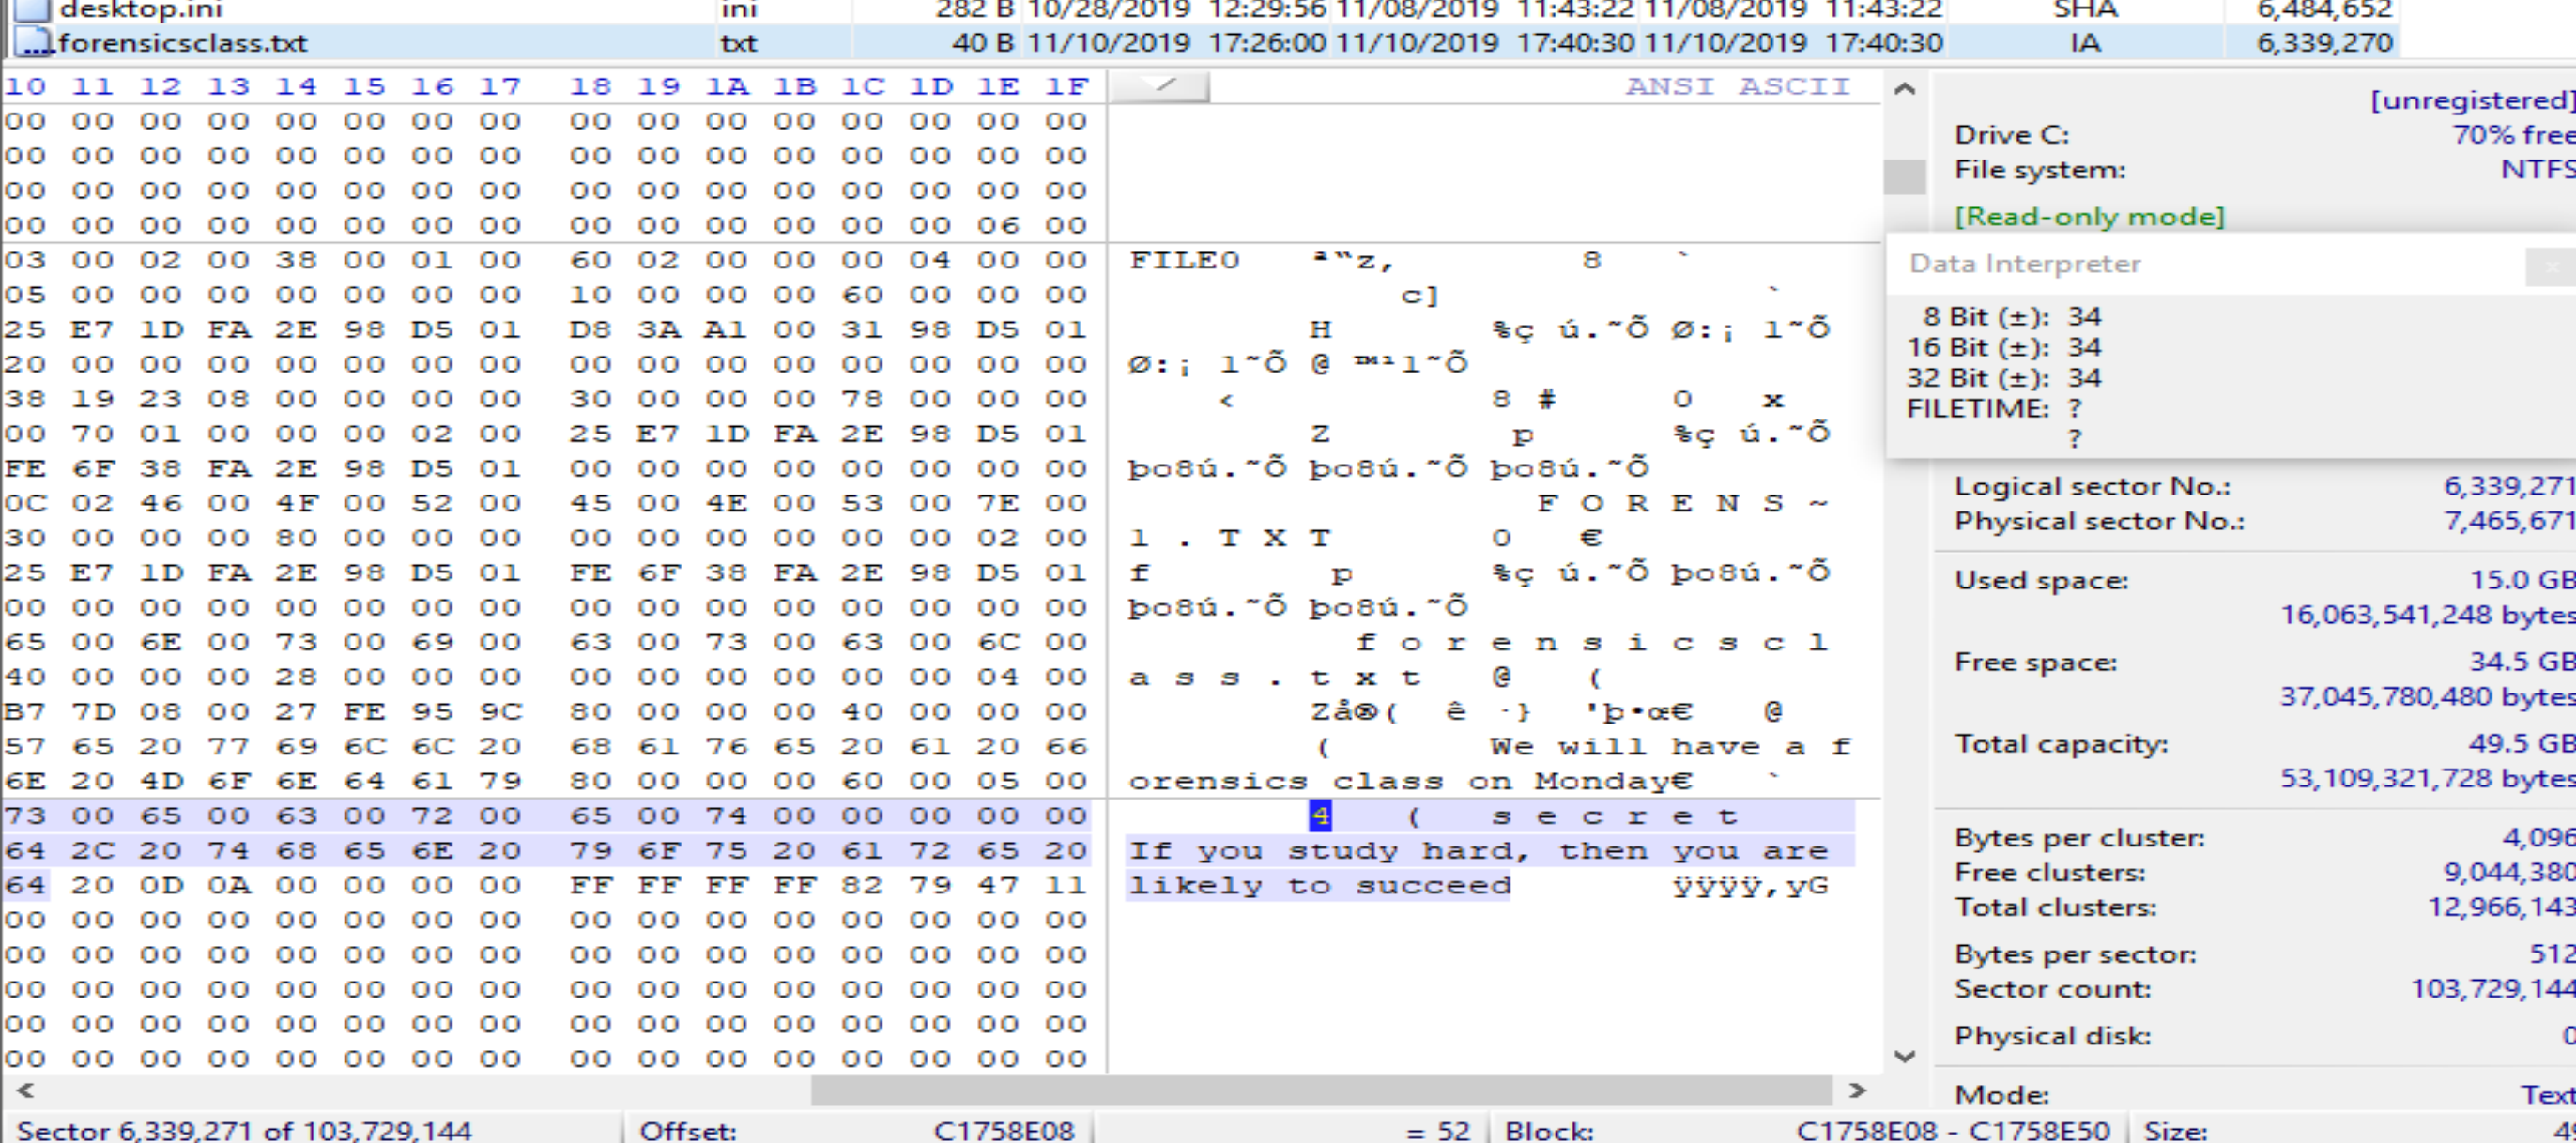 desktop.ini ini 282 B 10/28/2019 12:29:56 11/08/2019 11:43:22 11/08/2019 11:43:22 SHA 6,484,652
forensicsclass.txt txt 40 B 11/10/2019 17:26:00 11/10/2019 17:40:30 11/10/2019 17:40:30 IA 6,339,270
10 11 12 13 14 15 16 17 18 19 1A 1B 1C 1D 1E 1F ANSI ASCII
00 00 00 00 00 00 00 00 00 00 00 00 00 00 00 00
00 00 00 00 00 00 00 00 00 00 00 00 00 00 00 00
00 00 00 00 00 00 00 00 00 00 00 00 00 00 00 00
00 00 00 00 00 00 00 00 00 00 00 00 00 00 06 00
03 00 02 00 38 00 01 00 60 02 00 00 00 04 00 00 FILE0 ª“z, 8 `
05 00 00 00 00 00 00 00 10 00 00 00 60 00 00 00 c] `
25 E7 1D FA 2E 98 D5 01 D8 3A A1 00 31 98 D5 01 H %ç ú.˜Õ Ø:¡ 1˜Õ
20 00 00 00 00 00 00 00 00 00 00 00 00 00 00 00 Ø:¡ 1˜Õ @ ™¹1˜Õ
38 19 23 08 00 00 00 00 30 00 00 00 78 00 00 00 < 8 # 0 x
00 70 01 00 00 00 02 00 25 E7 1D FA 2E 98 D5 01 Z p %ç ú.˜Õ
FE 6F 38 FA 2E 98 D5 01 00 00 00 00 00 00 00 00 þo8ú.˜Õ þo8ú.˜Õ þo8ú.˜Õ
0C 02 46 00 4F 00 52 00 45 00 4E 00 53 00 7E 00 F O R E N S ~
30 00 00 00 80 00 00 00 00 00 00 00 00 00 02 00 1 . T X T 0 €
25 E7 1D FA 2E 98 D5 01 FE 6F 38 FA 2E 98 D5 01 f p %ç ú.˜Õ þo8ú.˜Õ
00 00 00 00 00 00 00 00 00 00 00 00 00 00 00 00 þo8ú.˜Õ þo8ú.˜Õ
65 00 6E 00 73 00 69 00 63 00 73 00 63 00 6C 00 f o r e n s i c s c l
40 00 00 00 28 00 00 00 00 00 00 00 00 00 04 00 a s s . t x t @ (
B7 7D 08 00 27 FE 95 9C 80 00 00 00 40 00 00 00 Zå®( ê ·} 'þ•œ€ @
57 65 20 77 69 6C 6C 20 68 61 76 65 20 61 20 66 ( We will have a f
6E 20 4D 6F 6E 64 61 79 80 00 00 00 60 00 05 00 orensics class on Monday€ `
73 00 65 00 63 00 72 00 65 00 74 00 00 00 00 00 4 ( s e c r e t
64 2C 20 74 68 65 6E 20 79 6F 75 20 61 72 65 20 If you study hard, then you are
64 20 0D 0A 00 00 00 00 FF FF FF FF 82 79 47 11 likely to succeed ÿÿÿÿ‚yG
00 00 00 00 00 00 00 00 00 00 00 00 00 00 00 00
00 00 00 00 00 00 00 00 00 00 00 00 00 00 00 00
00 00 00 00 00 00 00 00 00 00 00 00 00 00 00 00
00 00 00 00 00 00 00 00 00 00 00 00 00 00 00 00
00 00 00 00 00 00 00 00 00 00 00 00 00 00 00 00
[unregistered]
Drive C: 70% free
File system: NTFS
[Read-only mode]
Data Interpreter
8 Bit (±): 34
16 Bit (±): 34
32 Bit (±): 34
FILETIME: ?
?
Logical sector No.: 6,339,271
Physical sector No.: 7,465,671
Used space: 15.0 GB
16,063,541,248 bytes
Free space: 34.5 GB
37,045,780,480 bytes
Total capacity: 49.5 GB
53,109,321,728 bytes
Bytes per cluster: 4,096
Free clusters: 9,044,380
Total clusters: 12,966,143
Bytes per sector: 512
Sector count: 103,729,144
Physical disk: 0
Mode: Text
Sector 6,339,271 of 103,729,144 Offset: C1758E08 = 52 Block: C1758E08 - C1758E50 Size: